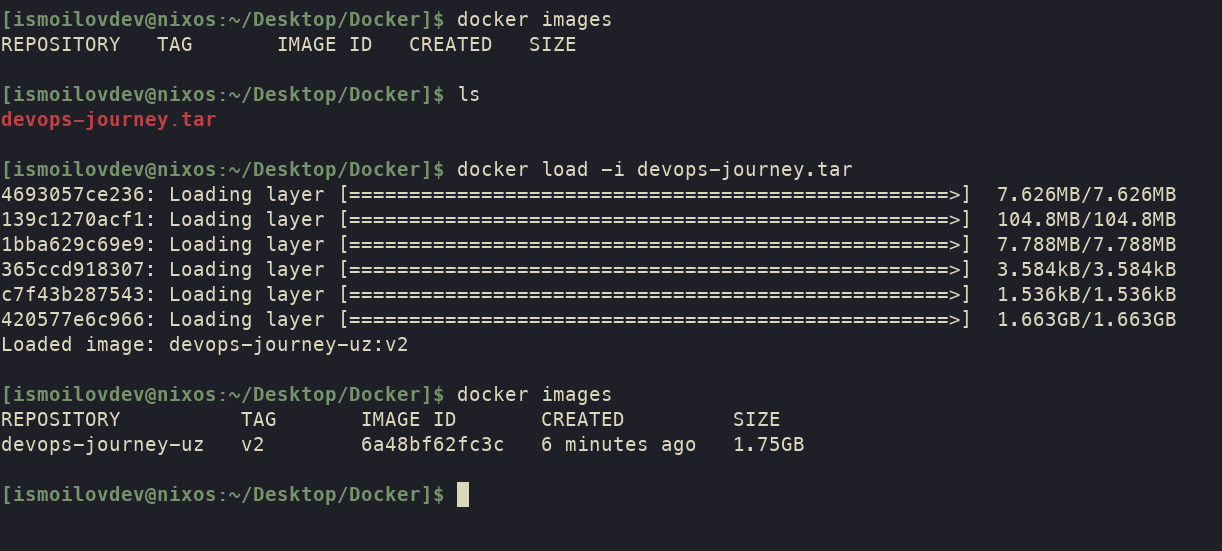 [ismoilovdev@nixos:~/Desktop/Docker]$ docker images
REPOSITORY   TAG       IMAGE ID   CREATED   SIZE
[ismoilovdev@nixos:~/Desktop/Docker]$ ls
devops-journey.tar
[ismoilovdev@nixos:~/Desktop/Docker]$ docker load -i devops-journey.tar
4693057ce236: Loading layer [==================================================>]  7.626MB/7.626MB
139c1270acf1: Loading layer [==================================================>]  104.8MB/104.8MB
1bba629c69e9: Loading layer [==================================================>]  7.788MB/7.788MB
365ccd918307: Loading layer [==================================================>]  3.584kB/3.584kB
c7f43b287543: Loading layer [==================================================>]  1.536kB/1.536kB
420577e6c966: Loading layer [==================================================>]  1.663GB/1.663GB
Loaded image: devops-journey-uz:v2
[ismoilovdev@nixos:~/Desktop/Docker]$ docker images
REPOSITORY          TAG       IMAGE ID       CREATED         SIZE
devops-journey-uz   v2        6a48bf62fc3c   6 minutes ago   1.75GB
[ismoilovdev@nixos:~/Desktop/Docker]$